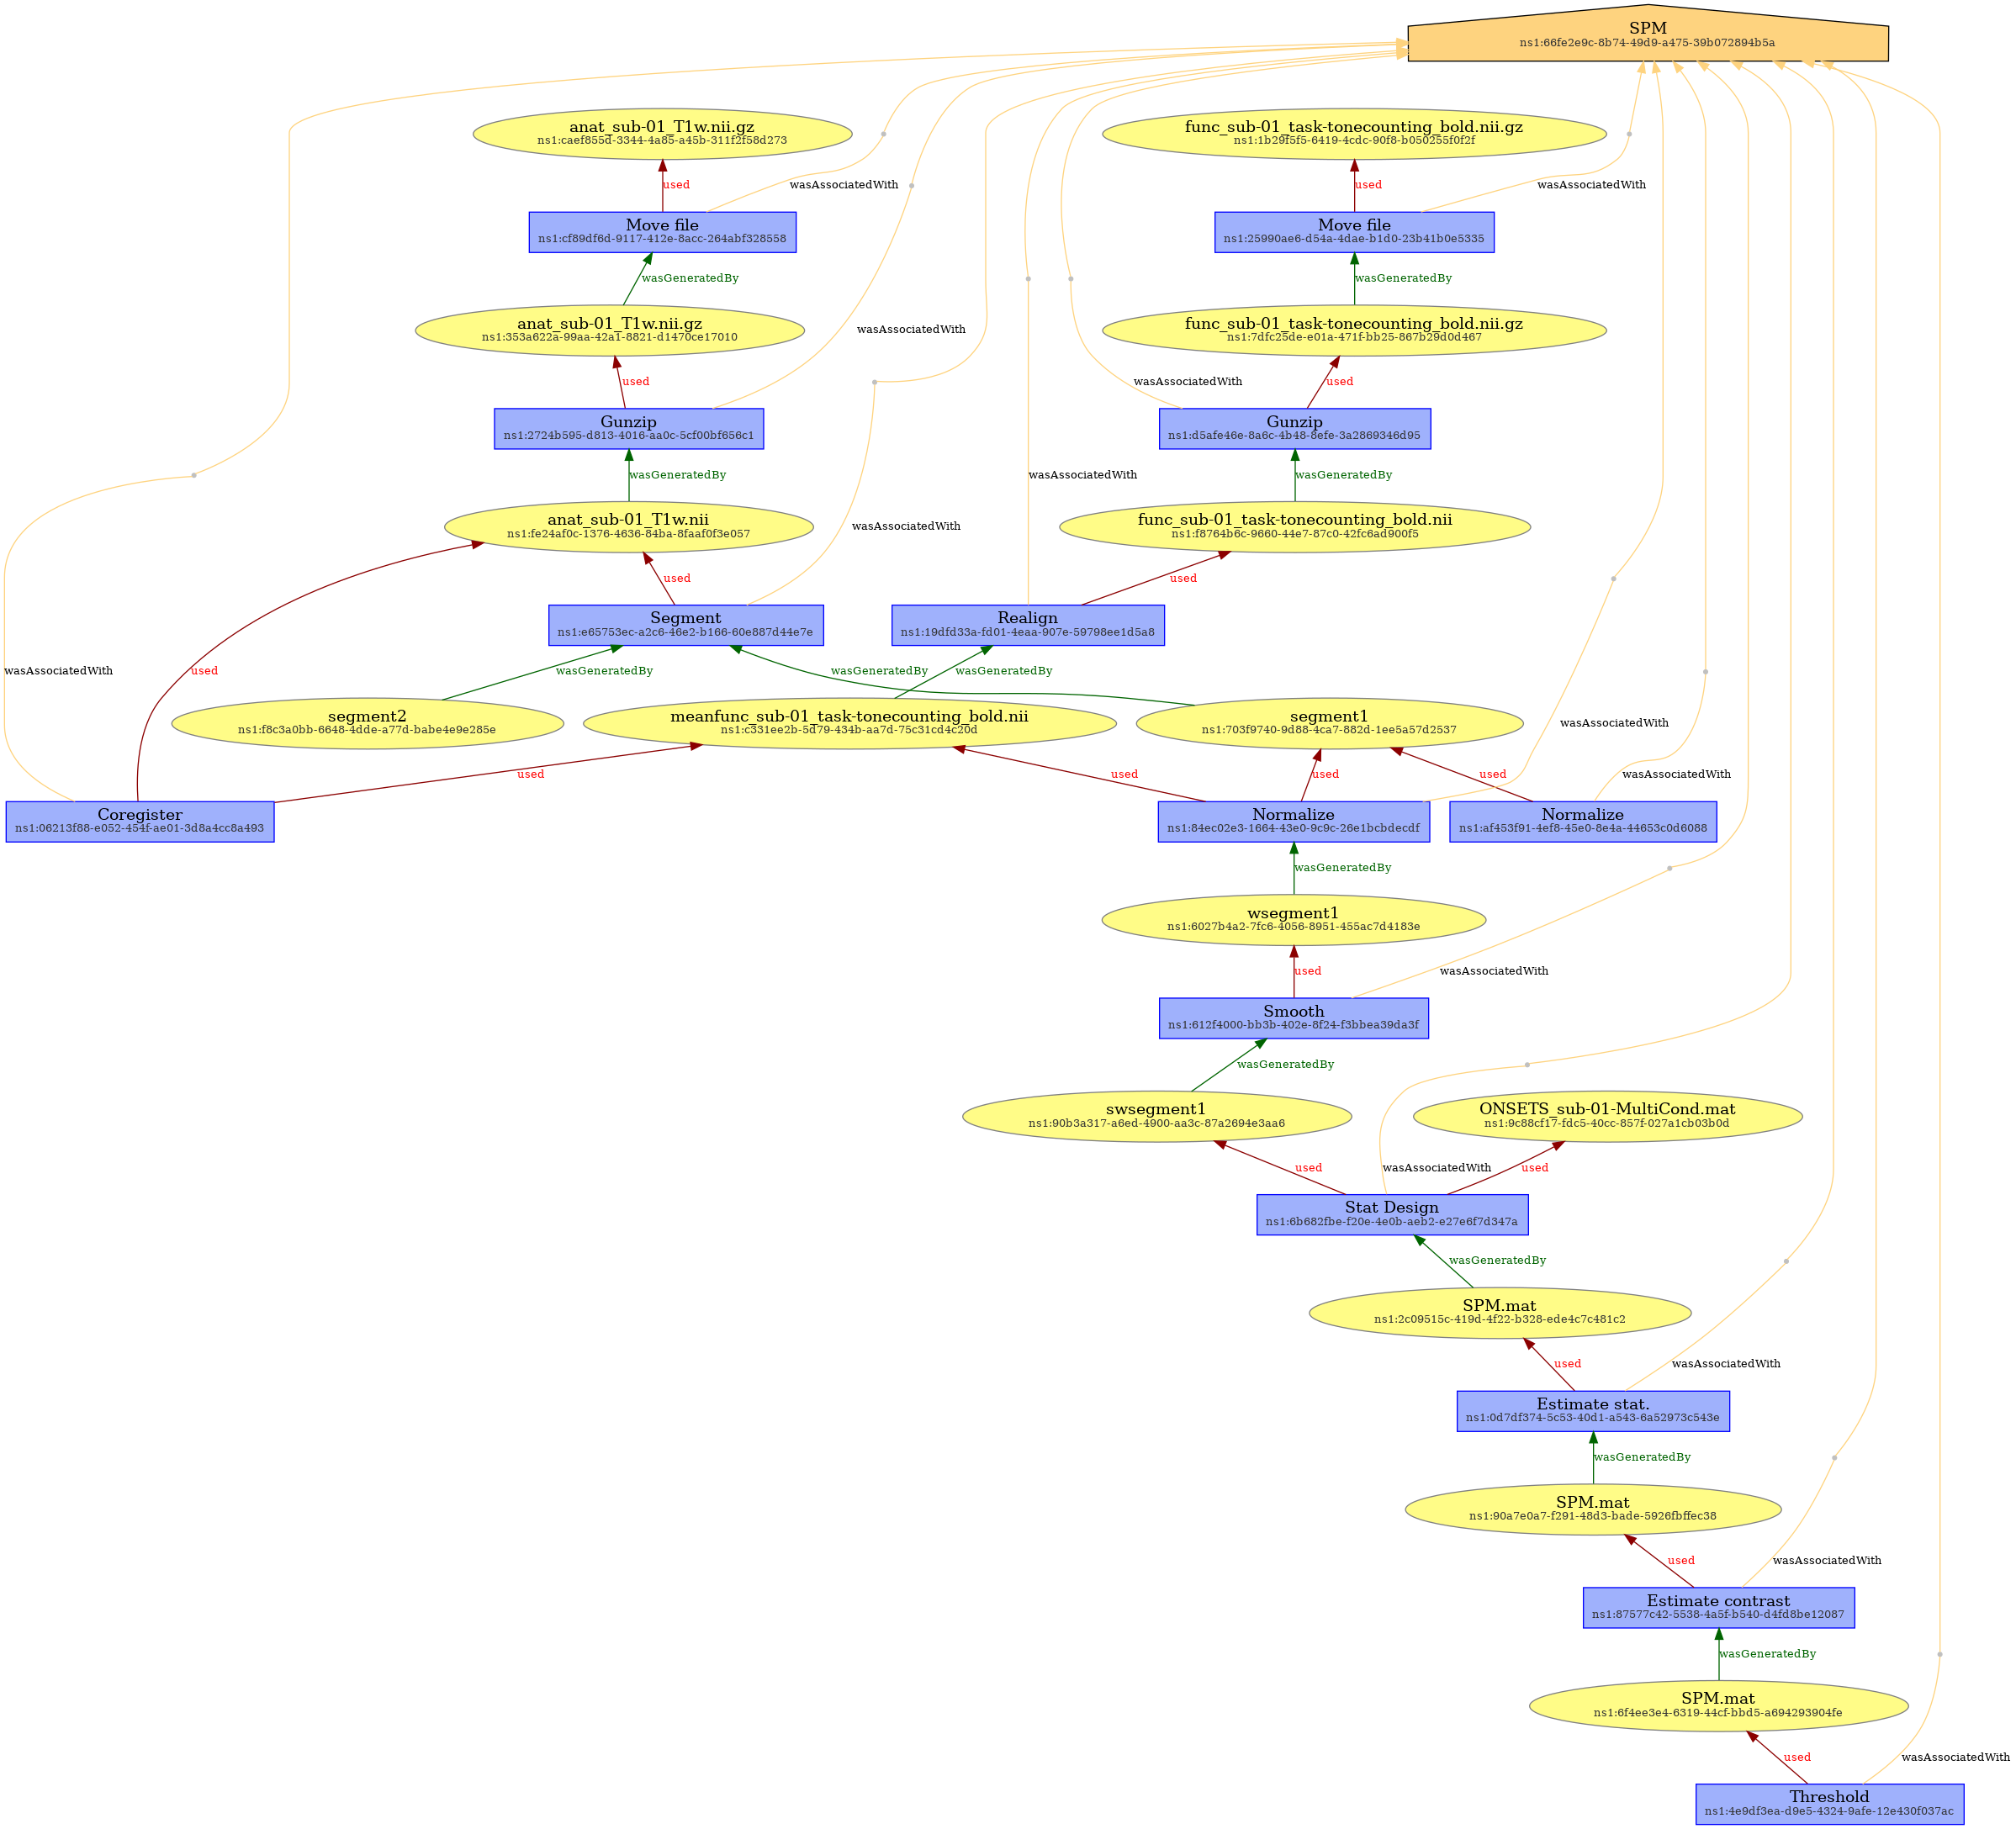 SPM
ns1:66fe2e9c-8b74-49d9-a475-39b072894b5a
anat_sub-01_T1w.nii.gz
ns1:caef855d-3344-4a85-a45b-311f2f58d273
func_sub-01_task-tonecounting_bold.nii.gz
ns1:1b29f5f5-6419-4cdc-90f8-b050255f0f2f
used
wasAssociatedWith
used
wasAssociatedWith
Move file
ns1:cf89df6d-9117-412e-8acc-264abf328558
Move file
ns1:25990ae6-d54a-4dae-b1d0-23b41b0e5335
wasGeneratedBy
wasGeneratedBy
anat_sub-01_T1w.nii.gz
ns1:353a622a-99aa-42a1-8821-d1470ce17010
func_sub-01_task-tonecounting_bold.nii.gz
ns1:7dfc25de-e01a-471f-bb25-867b29d0d467
wasAssociatedWith
used
wasAssociatedWith
used
Gunzip
ns1:2724b595-d813-4016-aa0c-5cf00bf656c1
Gunzip
ns1:d5afe46e-8a6c-4b48-8efe-3a2869346d95
wasGeneratedBy
wasAssociatedWith
wasGeneratedBy
anat_sub-01_T1w.nii
ns1:fe24af0c-1376-4636-84ba-8faaf0f3e057
func_sub-01_task-tonecounting_bold.nii
ns1:f8764b6c-9660-44e7-87c0-42fc6ad900f5
wasAssociatedWith
used
used
Segment
ns1:e65753ec-a2c6-46e2-b166-60e887d44e7e
Realign
ns1:19dfd33a-fd01-4eaa-907e-59798ee1d5a8
wasAssociatedWith
used
wasGeneratedBy
wasGeneratedBy
wasGeneratedBy
segment2
ns1:f8c3a0bb-6648-4dde-a77d-babe4e9e285e
meanfunc_sub-01_task-tonecounting_bold.nii
ns1:c331ee2b-5d79-434b-aa7d-75c31cd4c20d
segment1
ns1:703f9740-9d88-4ca7-882d-1ee5a57d2537
wasAssociatedWith
used
used
used
used
wasAssociatedWith
Coregister
ns1:06213f88-e052-454f-ae01-3d8a4cc8a493
Normalize
ns1:84ec02e3-1664-43e0-9c9c-26e1bcbdecdf
Normalize
ns1:af453f91-4ef8-45e0-8e4a-44653c0d6088
wasGeneratedBy
wsegment1
ns1:6027b4a2-7fc6-4056-8951-455ac7d4183e
used
wasAssociatedWith
Smooth
ns1:612f4000-bb3b-402e-8f24-f3bbea39da3f
wasGeneratedBy
swsegment1
ns1:90b3a317-a6ed-4900-aa3c-87a2694e3aa6
ONSETS_sub-01-MultiCond.mat
ns1:9c88cf17-fdc5-40cc-857f-027a1cb03b0d
used
wasAssociatedWith
used
Stat Design
ns1:6b682fbe-f20e-4e0b-aeb2-e27e6f7d347a
wasGeneratedBy
SPM.mat
ns1:2c09515c-419d-4f22-b328-ede4c7c481c2
used
wasAssociatedWith
Estimate stat.
ns1:0d7df374-5c53-40d1-a543-6a52973c543e
wasGeneratedBy
SPM.mat
ns1:90a7e0a7-f291-48d3-bade-5926fbffec38
used
wasAssociatedWith
Estimate contrast
ns1:87577c42-5538-4a5f-b540-d4fd8be12087
wasGeneratedBy
SPM.mat
ns1:6f4ee3e4-6319-44cf-bbd5-a694293904fe
used
wasAssociatedWith
Threshold
ns1:4e9df3ea-d9e5-4324-9afe-12e430f037ac